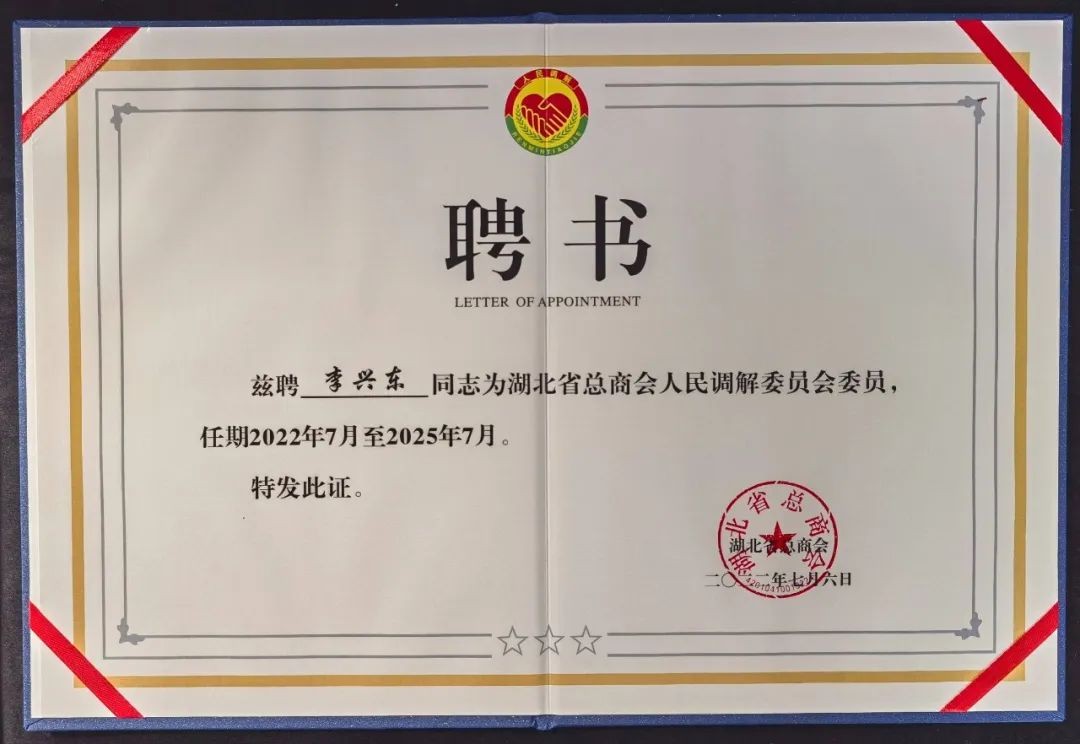 人民调解
RENMINTIAOJIE
聘书
LETTER OF APPOINTMENT
兹聘 李兴东 同志为湖北省总商会人民调解委员会委员，
任期2022年7月至2025年7月。
特发此证。
湖北省总商会
湖北省总商会
二〇二二年七月六日